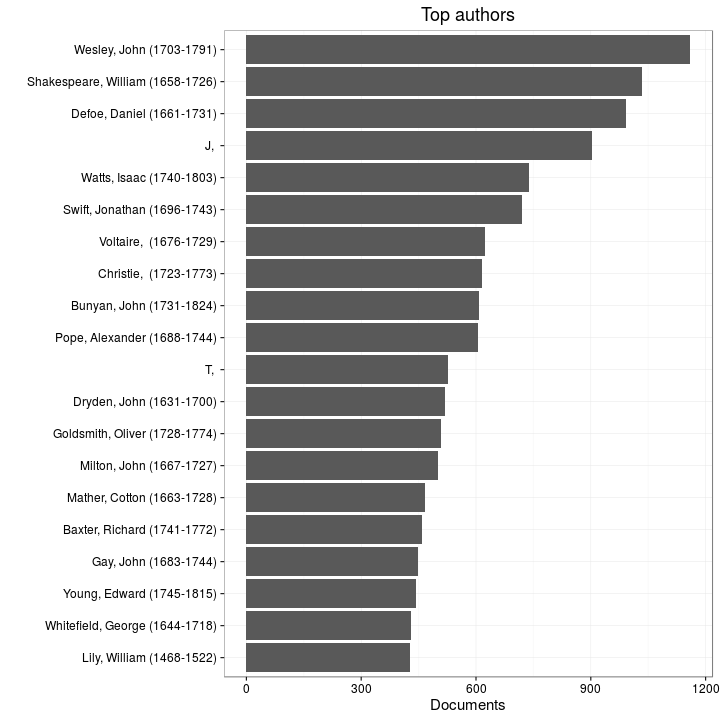 Top authors
Wesley, John (1703-1791)
Shakespeare, William (1658-1726)
Defoe, Daniel (1661-1731)
J,
Watts, Isaac (1740-1803)
Swift, Jonathan (1696-1743)
Voltaire,  (1676-1729)
Christie,  (1723-1773)
Bunyan, John (1731-1824)
Pope, Alexander (1688-1744)
T,
Dryden, John (1631-1700)
Goldsmith, Oliver (1728-1774)
Milton, John (1667-1727)
Mather, Cotton (1663-1728)
Baxter, Richard (1741-1772)
Gay, John (1683-1744)
Young, Edward (1745-1815)
Whitefield, George (1644-1718)
Lily, William (1468-1522)
0 300 600 900 1200
Documents